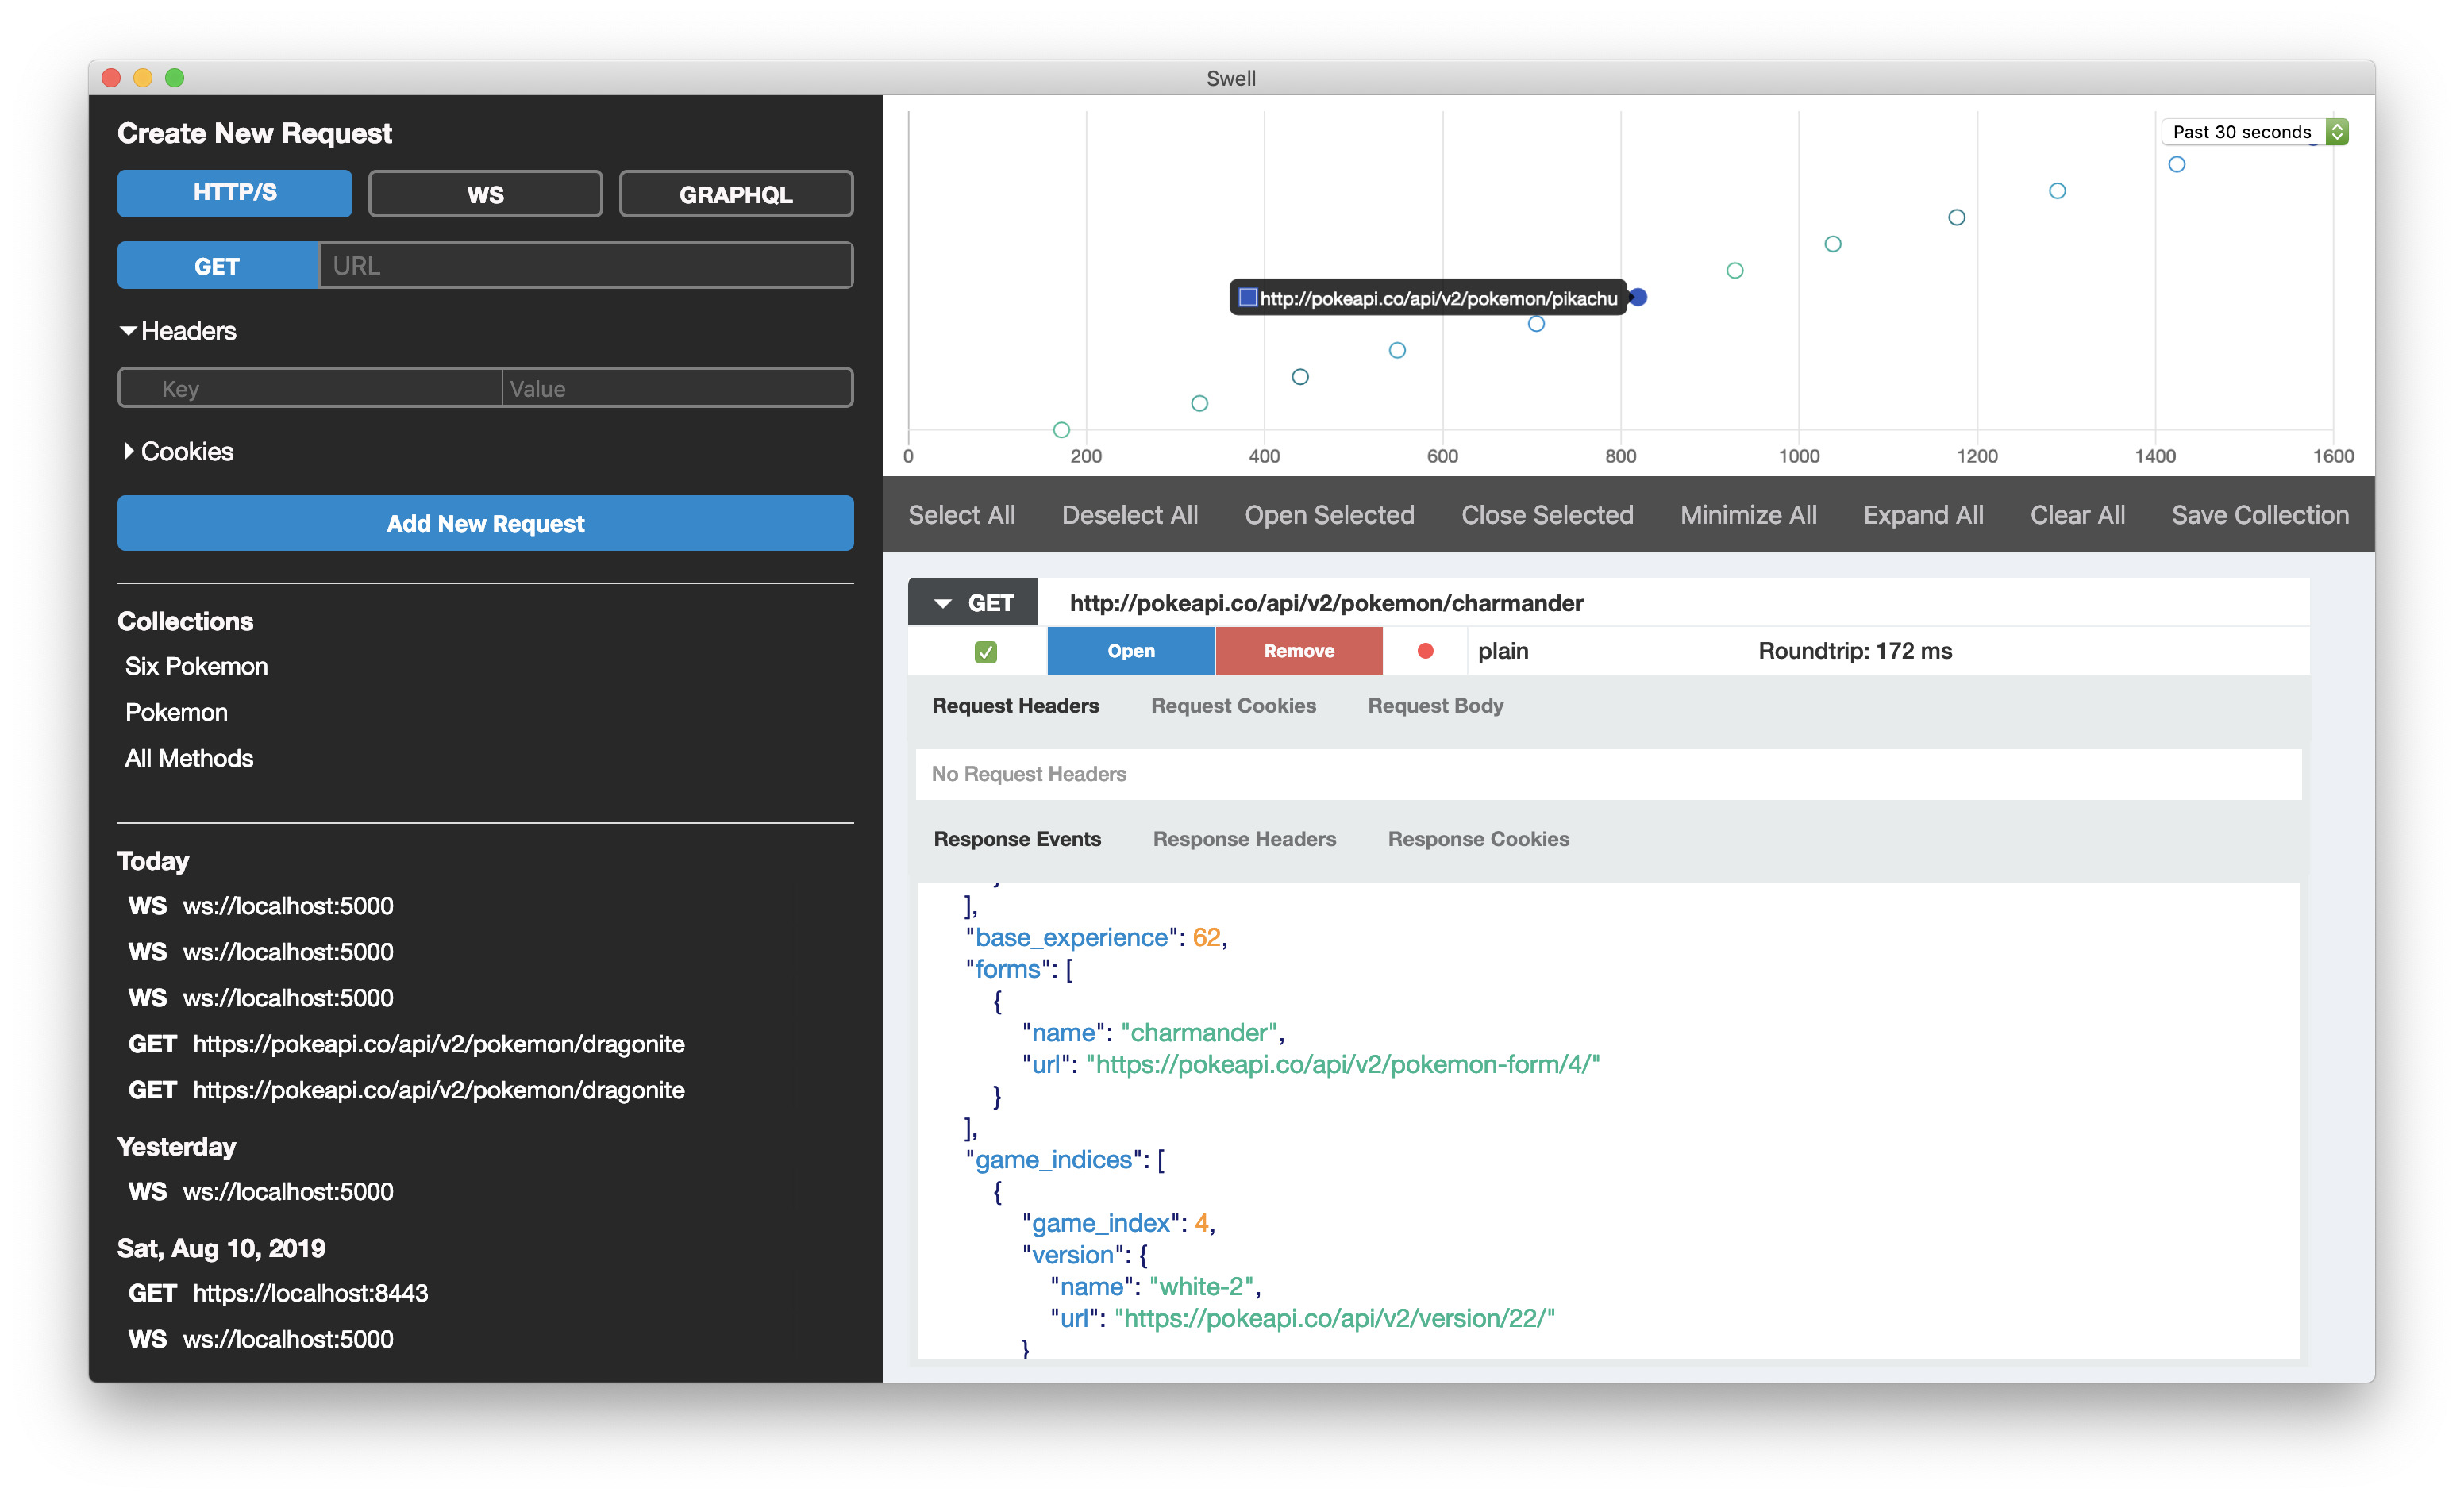 Swell
Create New Request
HTTP/S WS GRAPHQL
GET URL
Headers
Key Value
Cookies
Add New Request
Collections
Six Pokemon
Pokemon
All Methods
Today
WS ws://localhost:5000
WS ws://localhost:5000
WS ws://localhost:5000
GET https://pokeapi.co/api/v2/pokemon/dragonite
GET https://pokeapi.co/api/v2/pokemon/dragonite
Yesterday
WS ws://localhost:5000
Sat, Aug 10, 2019
GET https://localhost:8443
WS ws://localhost:5000
Past 30 seconds
http://pokeapi.co/api/v2/pokemon/pikachu
0 200 400 600 800 1000 1200 1400 1600
Select All Deselect All Open Selected Close Selected Minimize All Expand All Clear All Save Collection
GET http://pokeapi.co/api/v2/pokemon/charmander
Open Remove plain Roundtrip: 172 ms
Request Headers Request Cookies Request Body
No Request Headers
Response Events Response Headers Response Cookies
],
"base_experience": 62,
"forms": [
{
"name": "charmander",
"url": "https://pokeapi.co/api/v2/pokemon-form/4/"
}
],
"game_indices": [
{
"game_index": 4,
"version": {
"name": "white-2",
"url": "https://pokeapi.co/api/v2/version/22/"
}